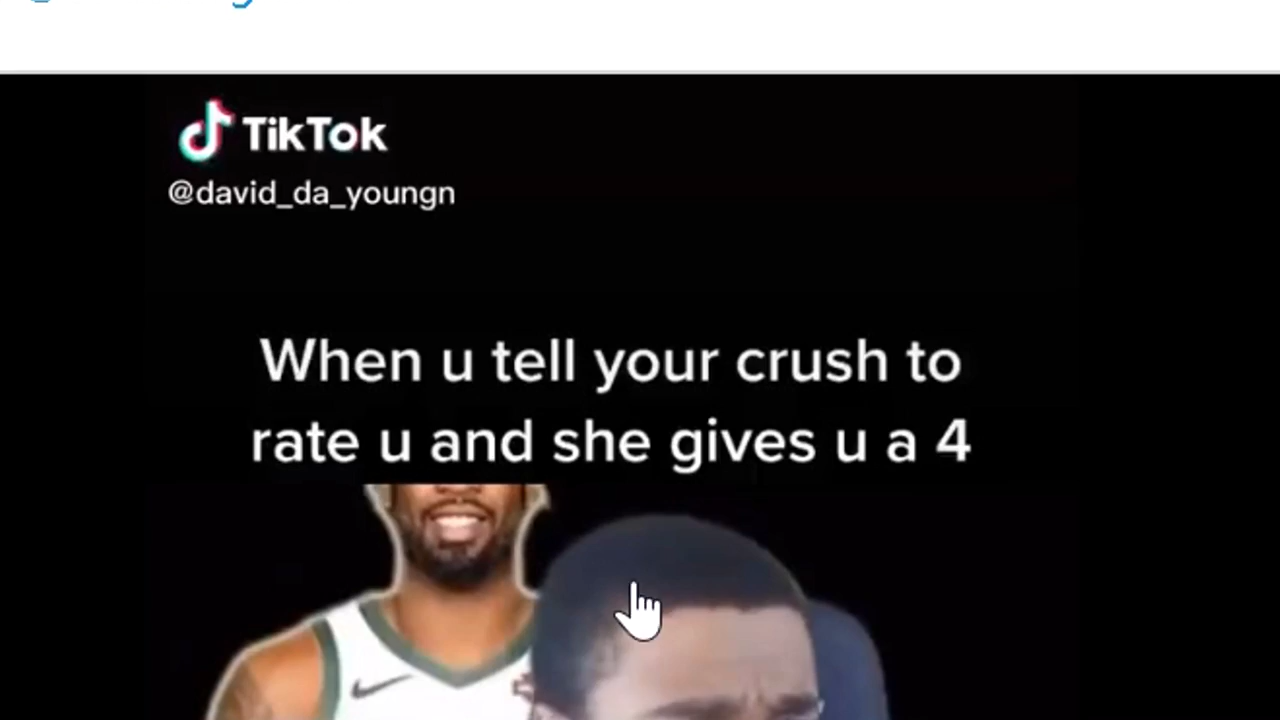 TikTok
@david_da_youngn
When u tell your crush to
rate u and she gives u a 4